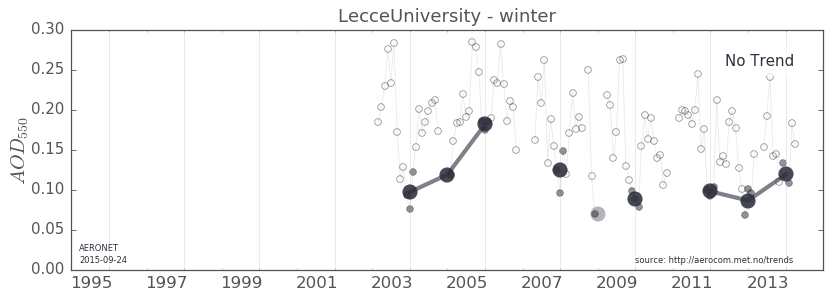 LecceUniversity - winter
0.30
0.25
0.20
0.15
0.10
0.05
0.00
AOD550
No Trend
AERONET
2015-09-24
source: http://aerocom.met.no/trends
1995 1997 1999 2001 2003 2005 2007 2009 2011 2013